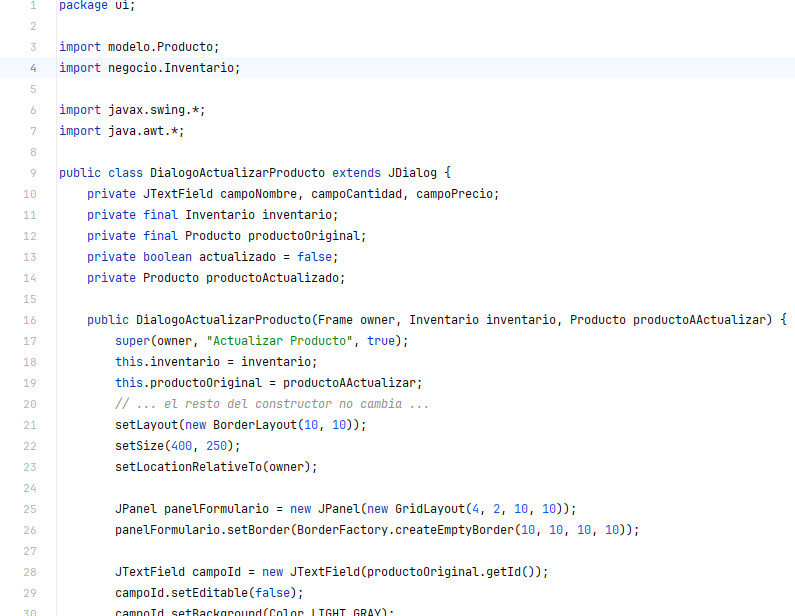 1 package ui;
2
3 import modelo.Producto;
4 import negocio.Inventario;
5
6 import javax.swing.*;
7 import java.awt.*;
8
9 public class DialogoActualizarProducto extends JDialog {
10     private JTextField campoNombre, campoCantidad, campoPrecio;
11     private final Inventario inventario;
12     private final Producto productoOriginal;
13     private boolean actualizado = false;
14     private Producto productoActualizado;
15
16     public DialogoActualizarProducto(Frame owner, Inventario inventario, Producto productoAActualizar) {
17         super(owner, "Actualizar Producto", true);
18         this.inventario = inventario;
19         this.productoOriginal = productoAActualizar;
20         // ... el resto del constructor no cambia ...
21         setLayout(new BorderLayout(10, 10));
22         setSize(400, 250);
23         setLocationRelativeTo(owner);
24
25         JPanel panelFormulario = new JPanel(new GridLayout(4, 2, 10, 10));
26         panelFormulario.setBorder(BorderFactory.createEmptyBorder(10, 10, 10, 10));
27
28         JTextField campoId = new JTextField(productoOriginal.getId());
29         campoId.setEditable(false);
30         campoId.setBackground(Color.LIGHT_GRAY);